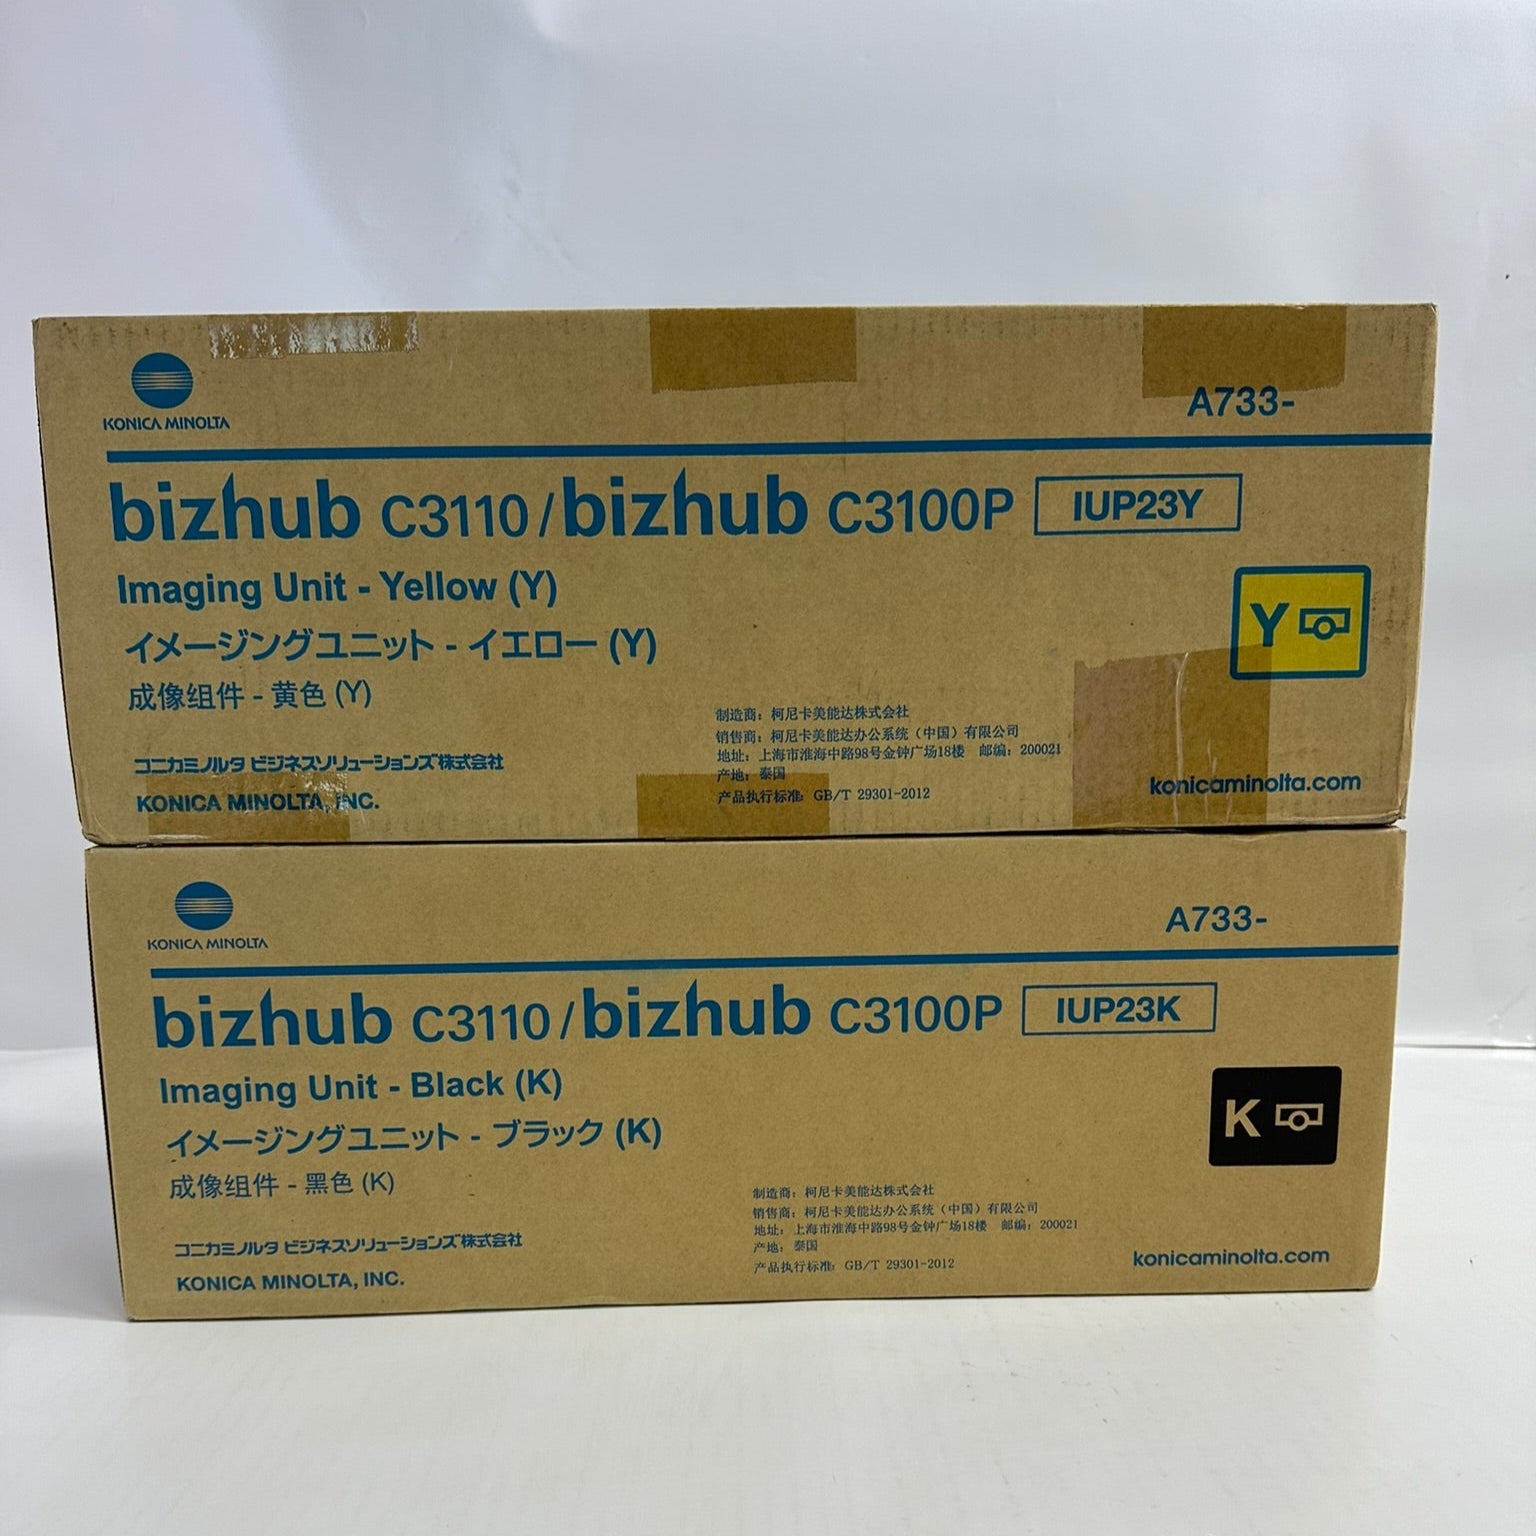 KONICA MINOLTA
A733-
bizhub C3110 / bizhub C3100P IUP23Y
Imaging Unit - Yellow (Y)
イメージングユニット - イエロー (Y)
成像组件 - 黄色 (Y)
Y
制造商: 柯尼卡美能达株式会社
销售商: 柯尼卡美能达办公系统（中国）有限公司
地址: 上海市淮海中路98号金钟广场18楼 邮编: 200021
产地: 泰国
产品执行标准: GB/T 29301-2012
コニカミノルタ ビジネスソリューションズ株式会社
KONICA MINOLTA, INC.
konicaminolta.com
KONICA MINOLTA
A733-
bizhub C3110 / bizhub C3100P IUP23K
Imaging Unit - Black (K)
イメージングユニット - ブラック (K)
成像组件 - 黑色 (K)
K
制造商: 柯尼卡美能达株式会社
销售商: 柯尼卡美能达办公系统（中国）有限公司
地址: 上海市淮海中路98号金钟广场18楼 邮编: 200021
产地: 泰国
产品执行标准: GB/T 29301-2012
コニカミノルタ ビジネスソリューションズ株式会社
KONICA MINOLTA, INC.
konicaminolta.com